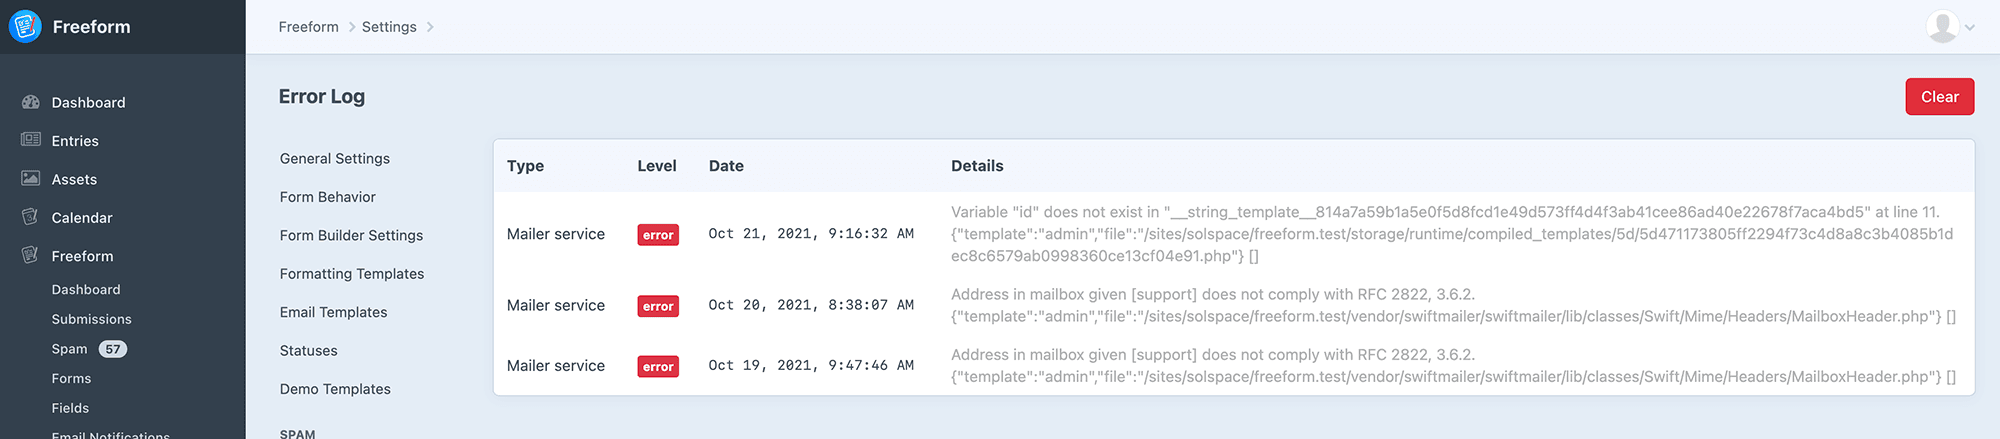 Freeform
Freeform > Settings >
Dashboard
Entries
Assets
Calendar
Freeform
Dashboard
Submissions
Spam 57
Forms
Fields
Email Notifications
Error Log
Clear
General Settings
Form Behavior
Form Builder Settings
Formatting Templates
Email Templates
Statuses
Demo Templates
SPAM
Type Level Date Details
Mailer service error Oct 21, 2021, 9:16:32 AM
Variable "id" does not exist in "__string_template__814a7a59b1a5e0f5d8fcd1e49d573ff4d4f3ab41cee86ad40e22678f7aca4bd5" at line 11.
{"template":"admin","file":"/sites/solspace/freeform.test/storage/runtime/compiled_templates/5d/5d471173805ff2294f73c4d8a8c3b4085b1d
ec8c6579ab0998360ce13cf04e91.php"} []
Mailer service error Oct 20, 2021, 8:38:07 AM
Address in mailbox given [support] does not comply with RFC 2822, 3.6.2.
{"template":"admin","file":"/sites/solspace/freeform.test/vendor/swiftmailer/swiftmailer/lib/classes/Swift/Mime/Headers/MailboxHeader.php"} []
Mailer service error Oct 19, 2021, 9:47:46 AM
Address in mailbox given [support] does not comply with RFC 2822, 3.6.2.
{"template":"admin","file":"/sites/solspace/freeform.test/vendor/swiftmailer/swiftmailer/lib/classes/Swift/Mime/Headers/MailboxHeader.php"} []